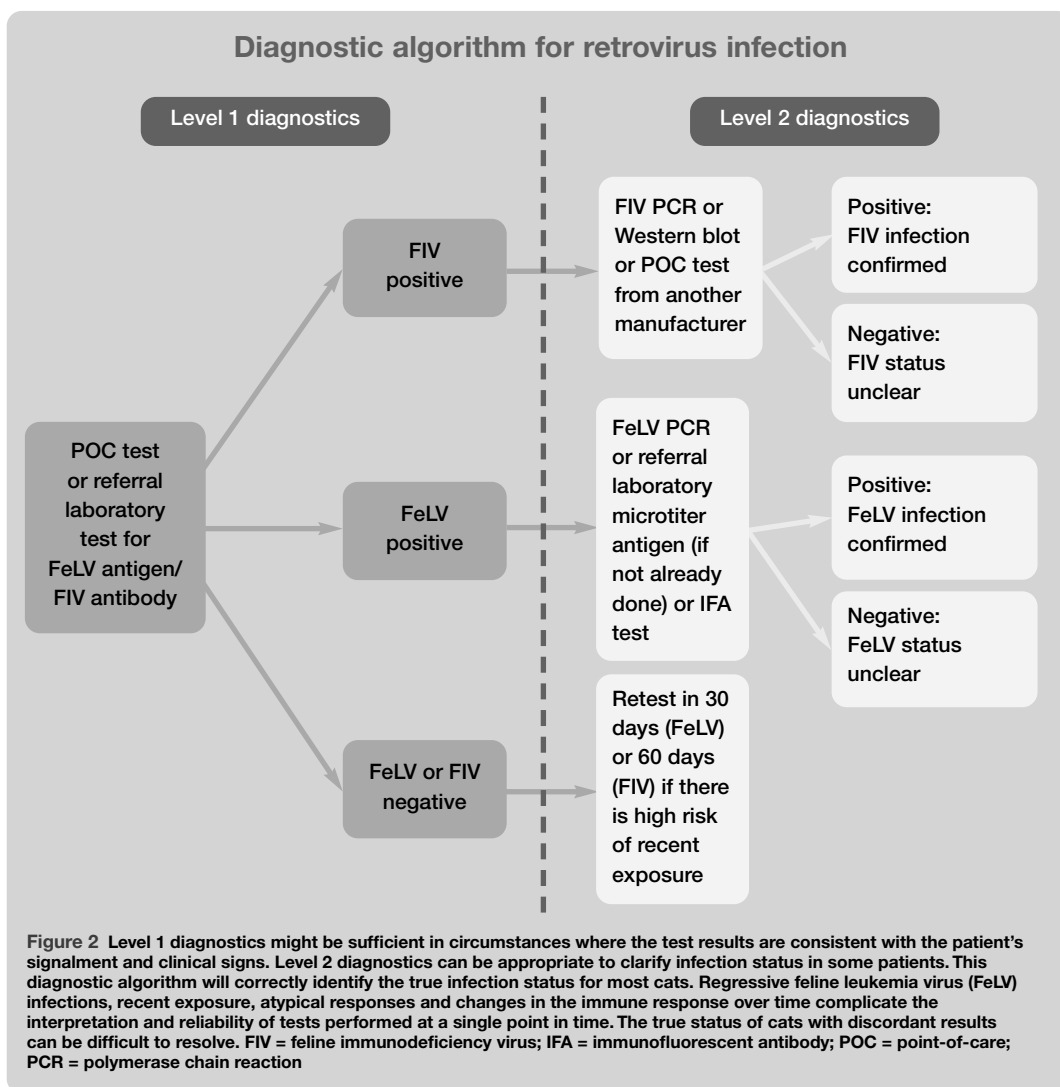 Diagnostic algorithm for retrovirus infection
Level 1 diagnostics
Level 2 diagnostics
POC test
or referral
laboratory
test for
FeLV antigen/
FIV antibody
FIV
positive
FIV PCR or
Western blot
or POC test
from another
manufacturer
Positive:
FIV infection
confirmed
Negative:
FIV status
unclear
FeLV
positive
FeLV PCR
or referral
laboratory
microtiter
antigen (if
not already
done) or IFA
test
Positive:
FeLV infection
confirmed
Negative:
FeLV status
unclear
FeLV or FIV
negative
Retest in 30
days (FeLV)
or 60 days
(FIV) if there
is high risk
of recent
exposure
Figure 2 Level 1 diagnostics might be sufficient in circumstances where the test results are consistent with the patient's
signalment and clinical signs. Level 2 diagnostics can be appropriate to clarify infection status in some patients. This
diagnostic algorithm will correctly identify the true infection status for most cats. Regressive feline leukemia virus (FeLV)
infections, recent exposure, atypical responses and changes in the immune response over time complicate the
interpretation and reliability of tests performed at a single point in time. The true status of cats with discordant results
can be difficult to resolve. FIV = feline immunodeficiency virus; IFA = immunofluorescent antibody; POC = point-of-care;
PCR = polymerase chain reaction